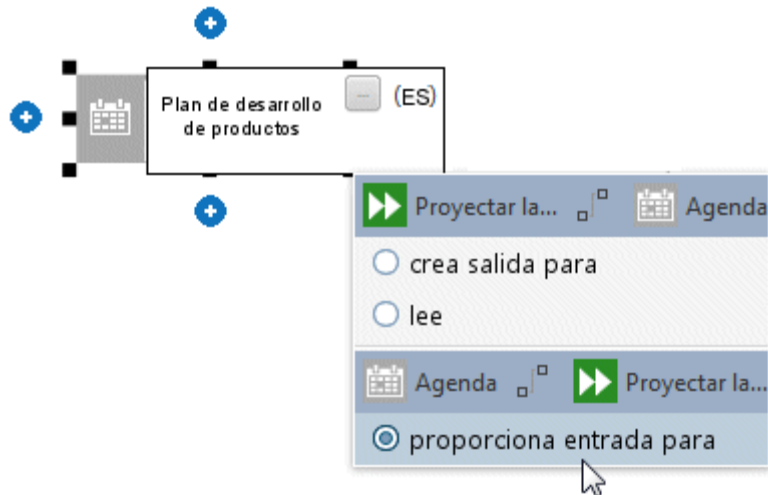 Plan de desarrollo
de productos
(ES)
Proyectar la... Agenda
crea salida para
lee
Agenda Proyectar la...
proporciona entrada para